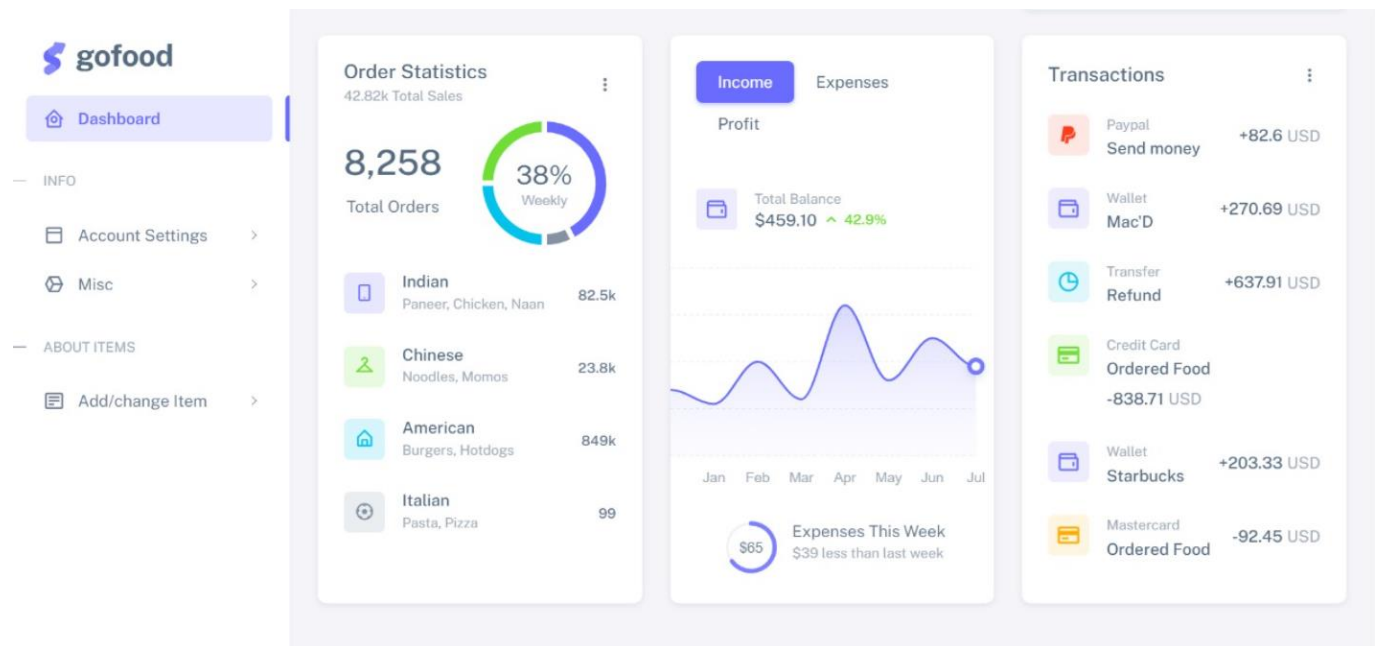 gofood
Dashboard
INFO
Account Settings
Misc
ABOUT ITEMS
Add/change Item
Order Statistics
42.82k Total Sales
8,258
Total Orders
38%
Weekly
Indian
Paneer, Chicken, Naan
82.5k
Chinese
Noodles, Momos
23.8k
American
Burgers, Hotdogs
849k
Italian
Pasta, Pizza
99
Income
Expenses
Profit
Total Balance
$459.10 42.9%
Jan Feb Mar Apr May Jun Jul
$65
Expenses This Week
$39 less than last week
Transactions
Paypal
Send money
+82.6 USD
Wallet
Mac'D
+270.69 USD
Transfer
Refund
+637.91 USD
Credit Card
Ordered Food
-838.71 USD
Wallet
Starbucks
+203.33 USD
Mastercard
Ordered Food
-92.45 USD